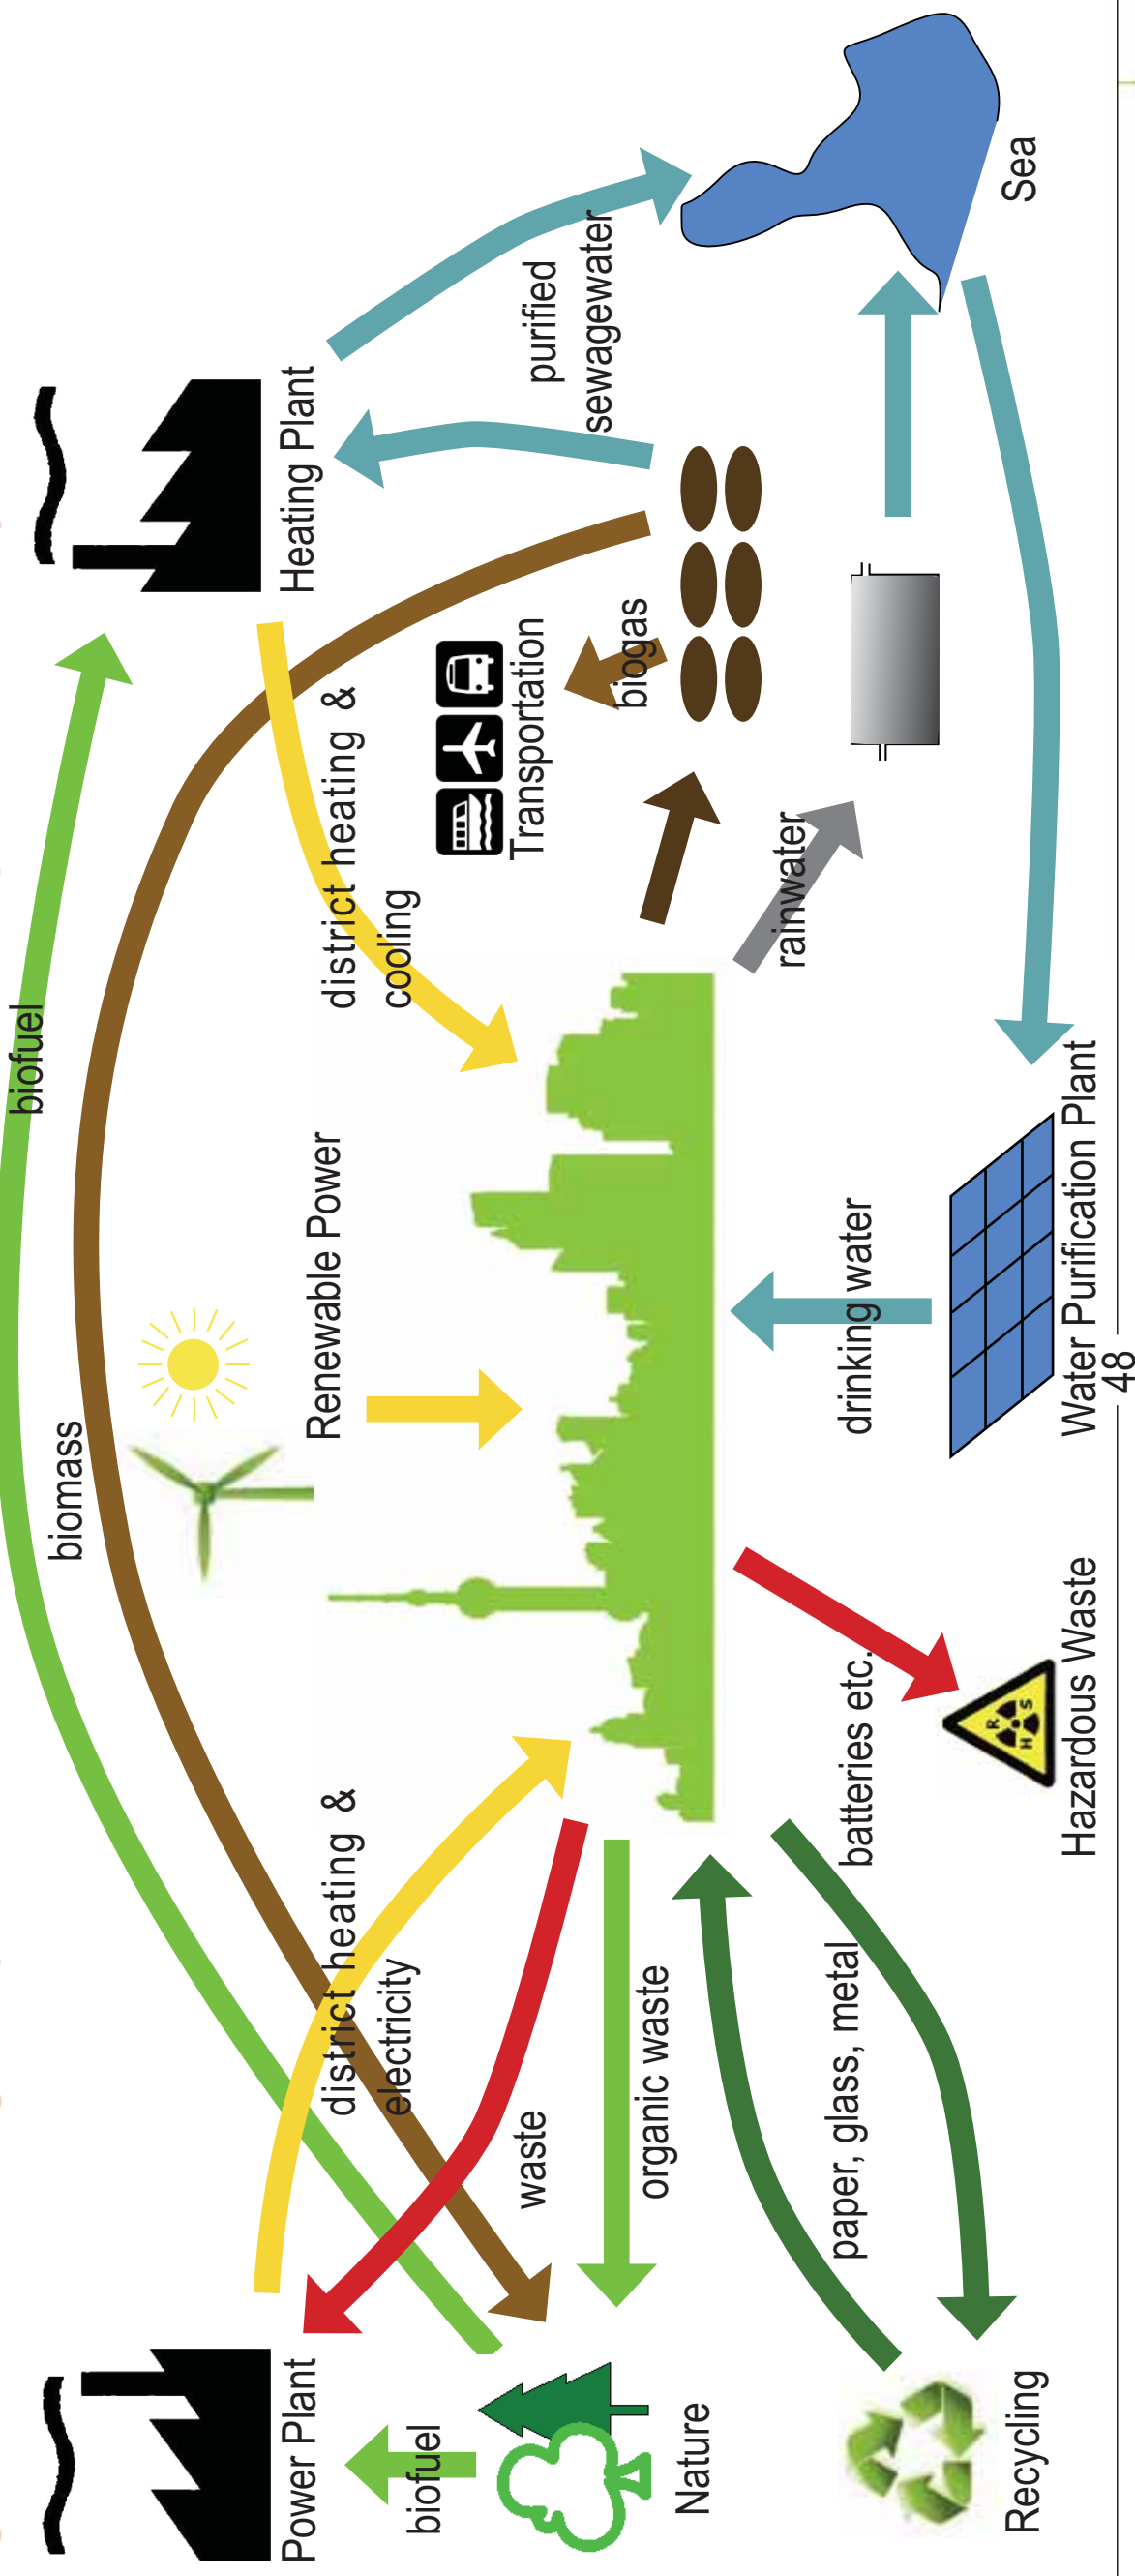 biofuel
biomass
Power Plant
Heating Plant
Renewable Power
district heating &
electricity
district heating &
cooling
biofuel
waste
Transportation
purified
sewagewater
biogas
organic waste
Nature
rainwater
paper, glass, metal
batteries etc.
drinking water
Sea
Recycling
R
H S
Hazardous Waste
Water Purification Plant
48